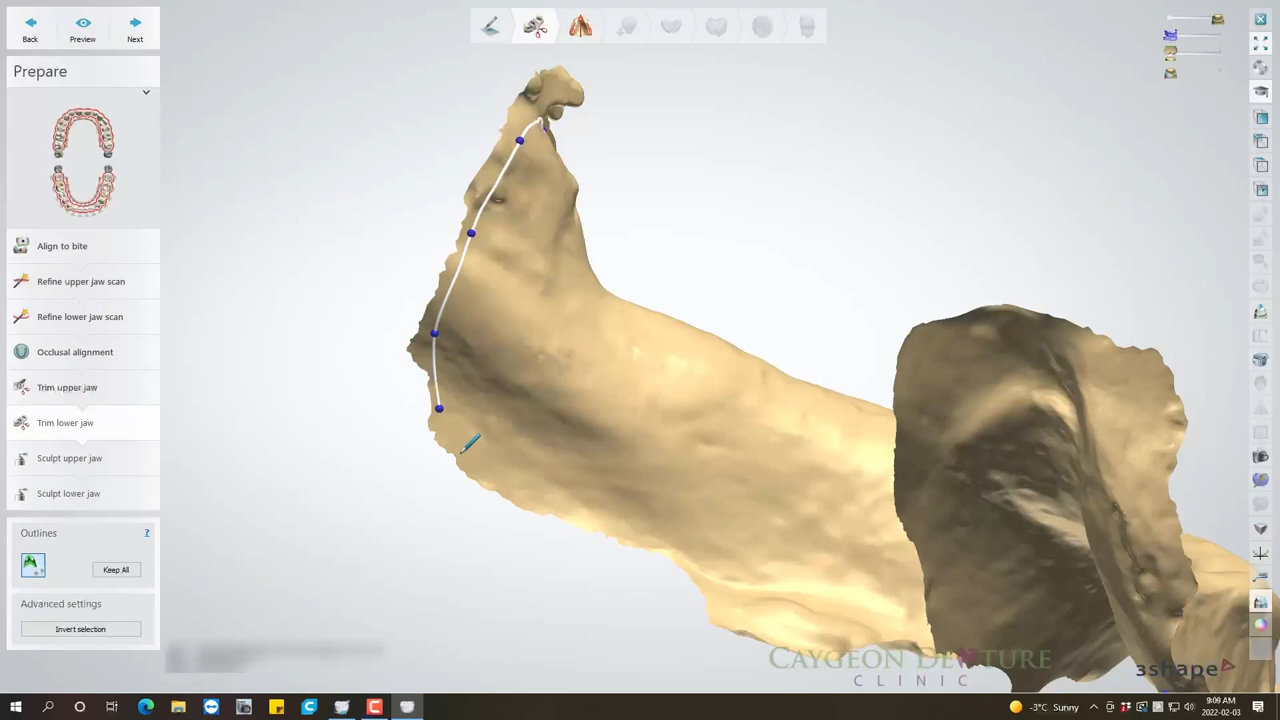 Back
Preview
Next
Prepare
Align to bite
Refine upper jaw scan
Refine lower jaw scan
Occlusal alignment
Trim upper jaw
Trim lower jaw
Sculpt upper jaw
Sculpt lower jaw
Outlines
?
Keep All
Advanced settings
Invert selection
CAYGEON DENTURE
CLINIC
3shape
-3°C Sunny
9:09 AM
2022-02-03